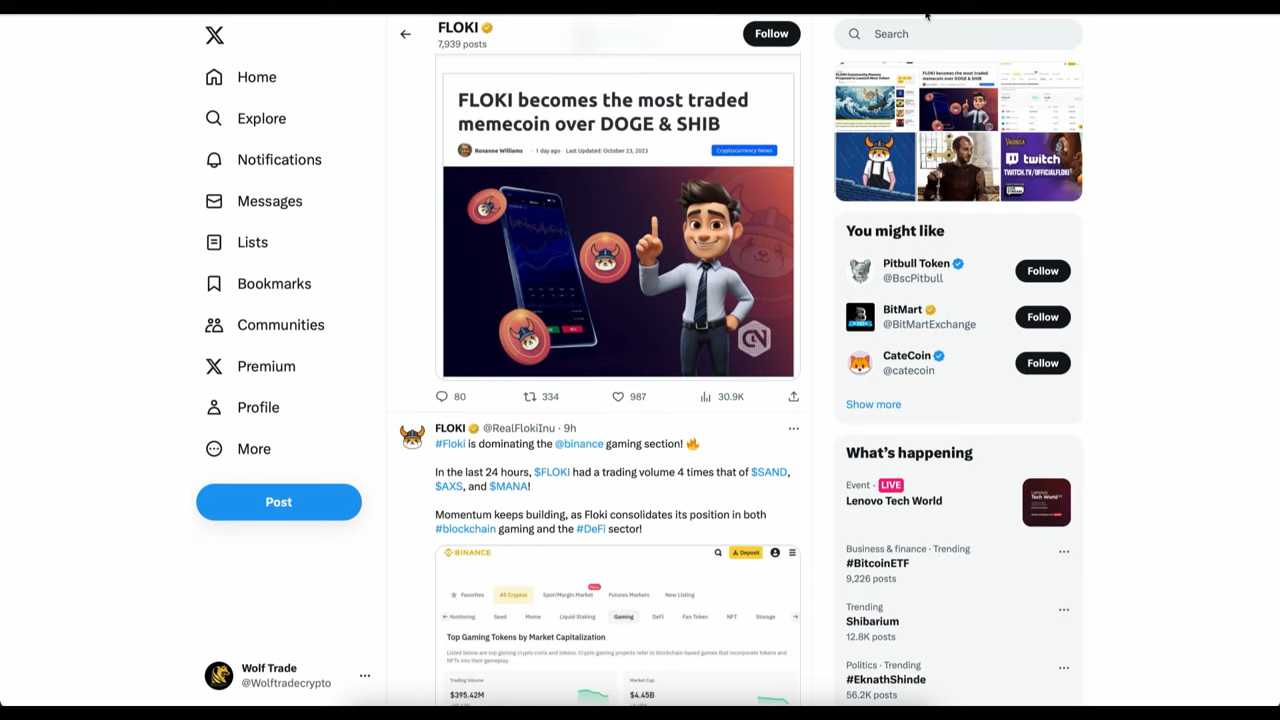 Home
Explore
Notifications
Messages
Lists
Bookmarks
Communities
Premium
Profile
More
Post
Wolf Trade
@Wolftradecrypto
FLOKI
7,939 posts
Follow
FLOKI becomes the most traded
memecoin over DOGE & SHIB
Roxanne Williams · 1 day ago Last Updated: October 23, 2023
Cryptocurrency News
80 334 987 30.9K
FLOKI @RealFlokiInu · 9h
#Floki is dominating the @binance gaming section! 🔥
In the last 24 hours, $FLOKI had a trading volume 4 times that of $SAND,
$AXS, and $MANA!
Momentum keeps building, as Floki consolidates its position in both
#blockchain gaming and the #DeFi sector!
BINANCE
Deposit
Favorites All Cryptos Spot/Margin Market New Futures Markets New Listing
Monitoring Seed Meme Liquid Staking Gaming DeFi Fan Token NFT Storage
Top Gaming Tokens by Market Capitalization
Listed below are top gaming crypto coins and tokens. Crypto gaming projects refer to blockchain-based games that incorporate tokens and
NFTs into their gameplay.
Trading Volume
$395.42M
Market Cap
$4.45B
Search
FLOKI becomes the most traded
memecoin over DOGE & SHIB
twitch
TWITCH.TV/OFFICIALFLOKI
You might like
Pitbull Token
@BscPitbull
Follow
BitMart
@BitMartExchange
Follow
CateCoin
@catecoin
Follow
Show more
What's happening
Event · LIVE
Lenovo Tech World
Business & finance · Trending
#BitcoinETF
9,226 posts
Trending
Shibarium
12.8K posts
Politics · Trending
#EknathShinde
56.2K posts